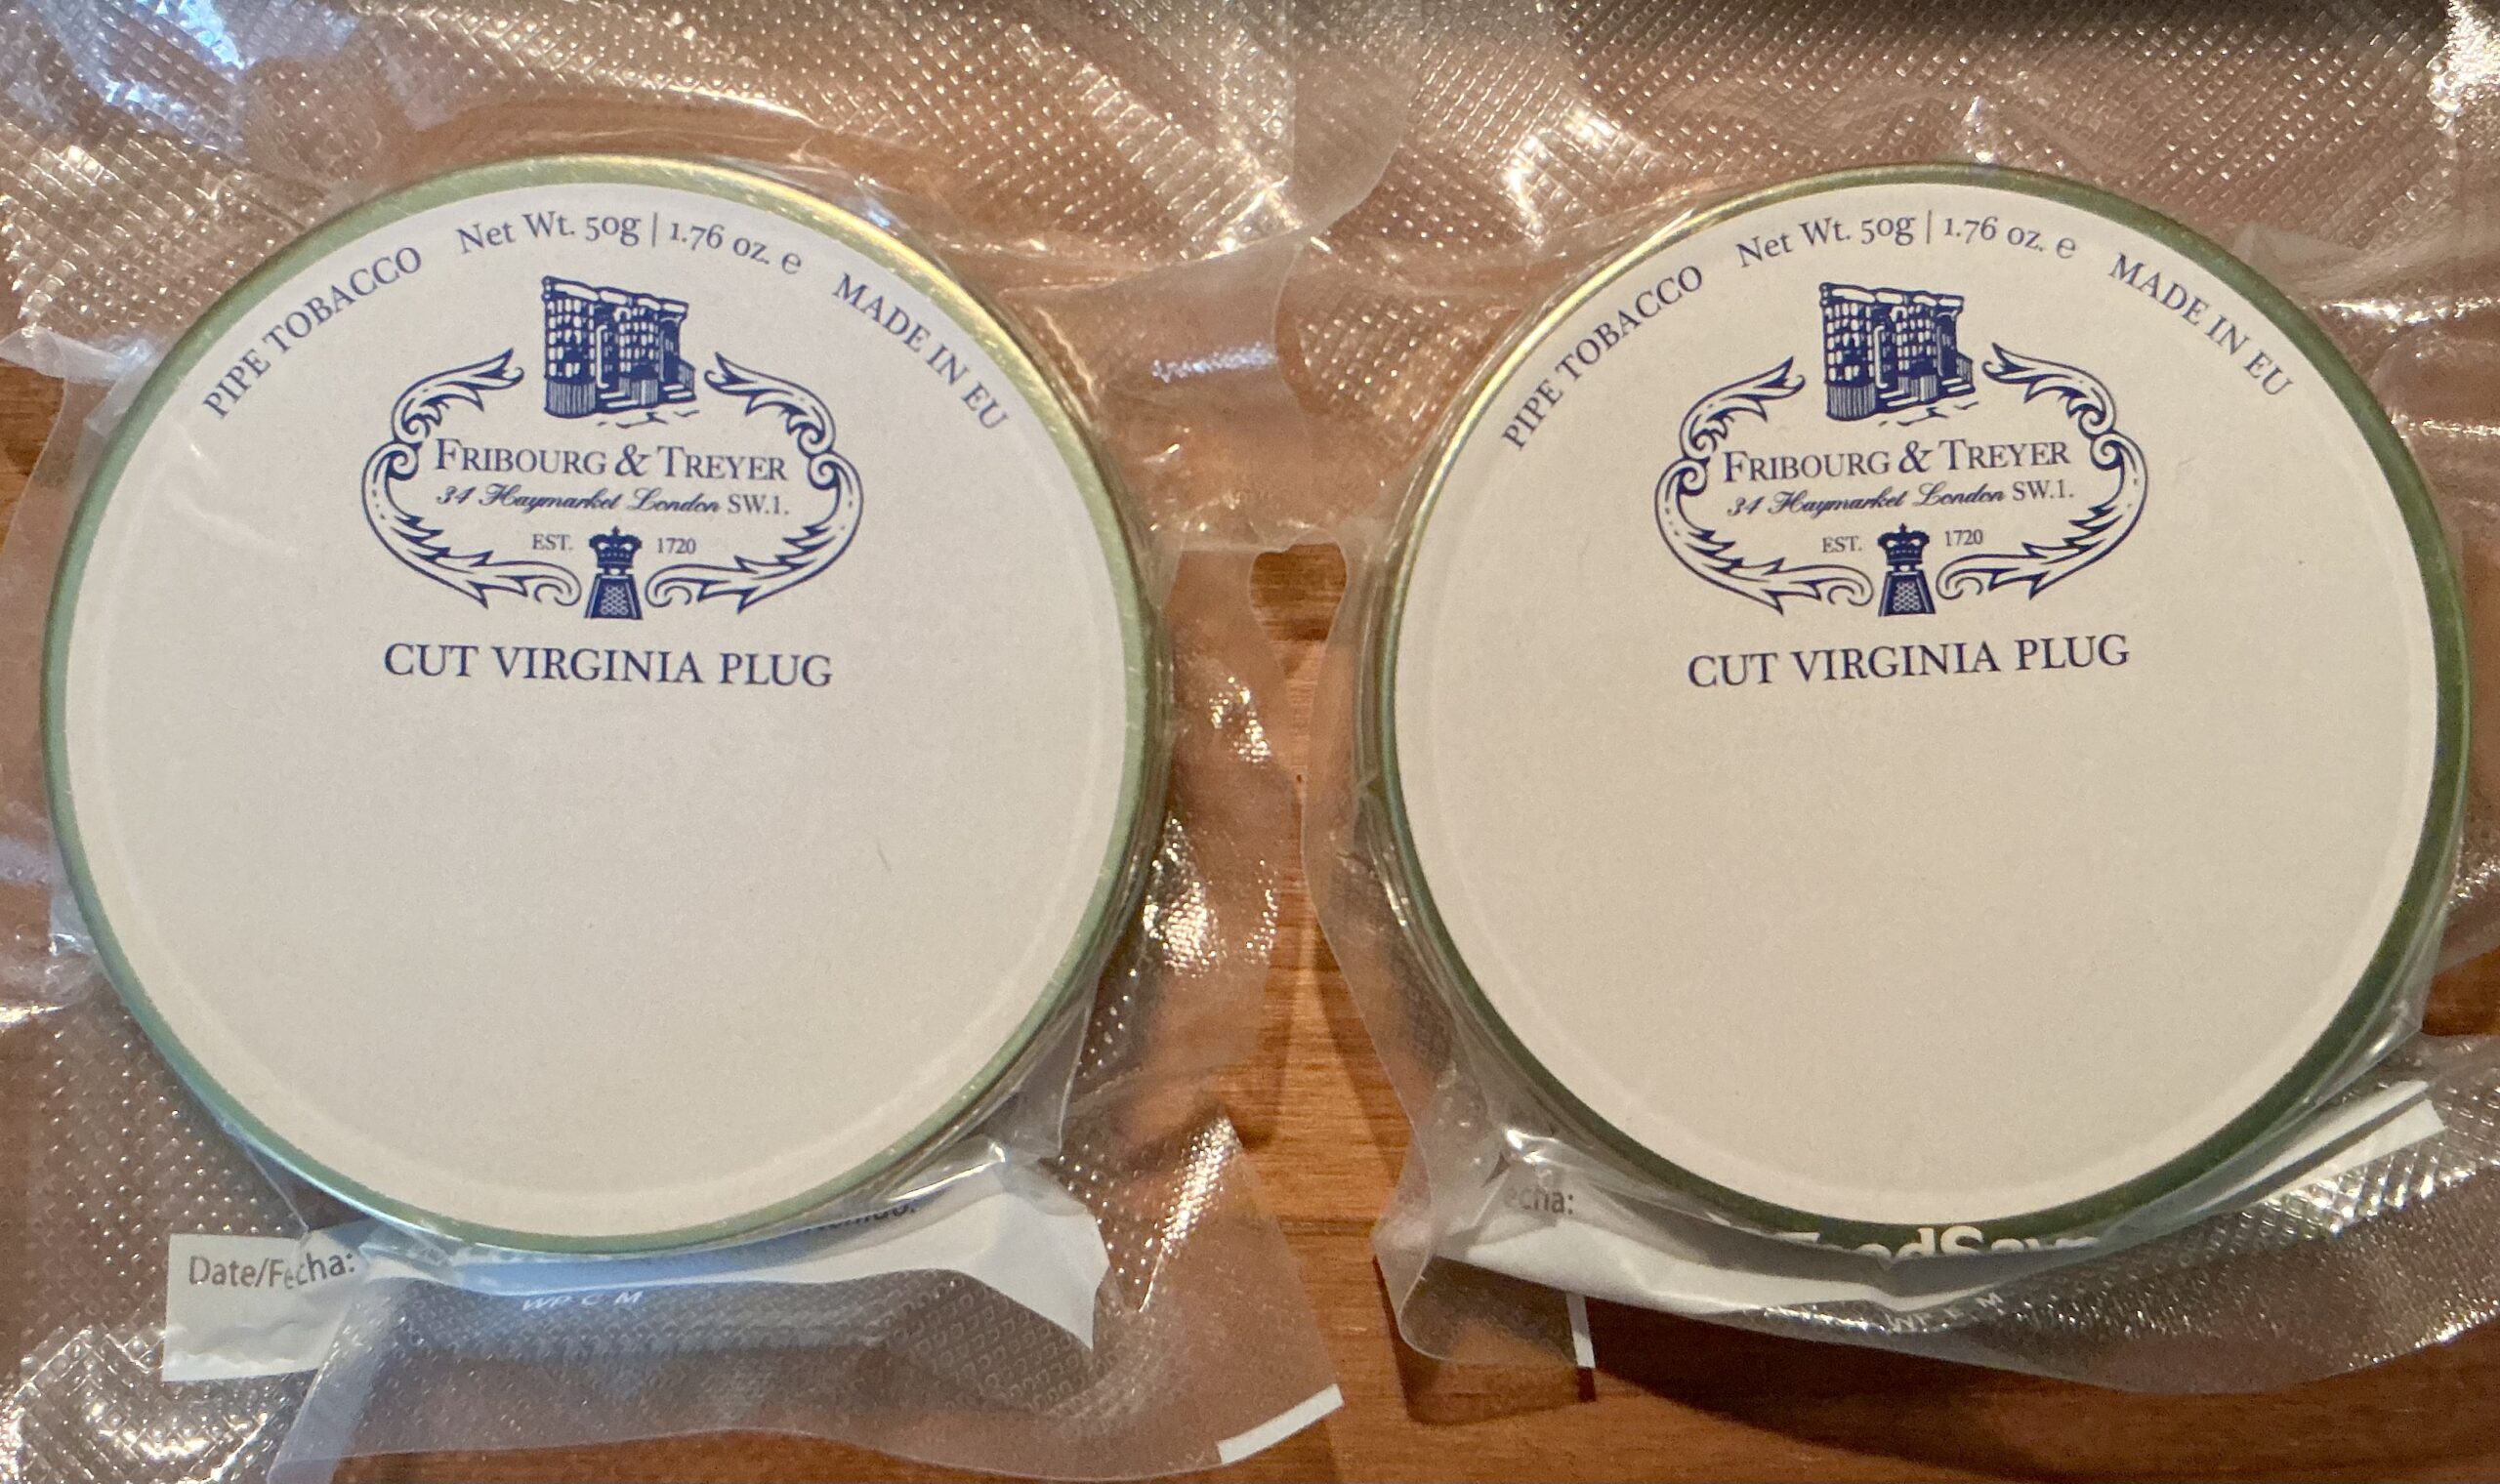 PIPE TOBACCO Net Wt. 50g | 1.76 oz. e MADE IN EU
FRIBOURG & TREYER
34 Haymarket London SW.1.
EST. 1720
CUT VIRGINIA PLUG
Date/Fecha:
PIPE TOBACCO Net Wt. 50g | 1.76 oz. e MADE IN EU
FRIBOURG & TREYER
34 Haymarket London SW.1.
EST. 1720
CUT VIRGINIA PLUG